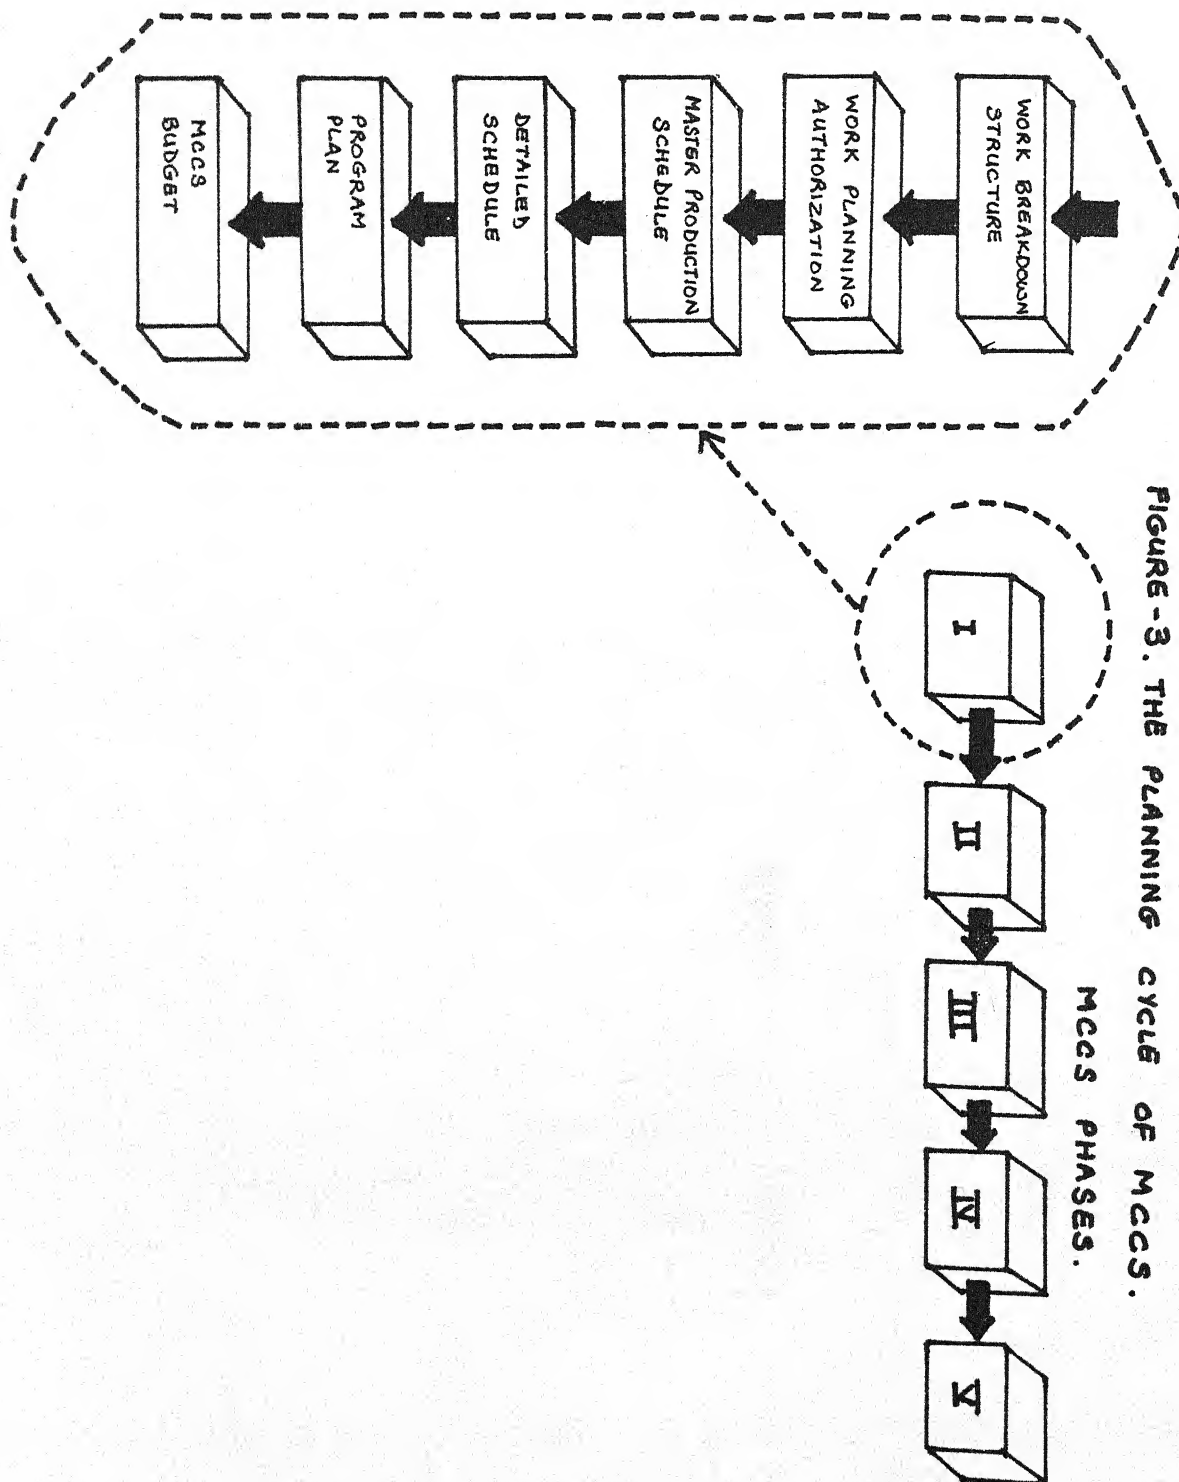 FIGURE-3. THE PLANNING CYCLE OF MCCS.
MCCS PHASES.
I
II
III
IV
V
WORK BREAKDOWN
STRUCTURE
WORK PLANNING
AUTHORIZATION
MASTER PRODUCTION
SCHEDULE
DETAILED
SCHEDULE
PROGRAM
PLAN
MCCS
BUDGET